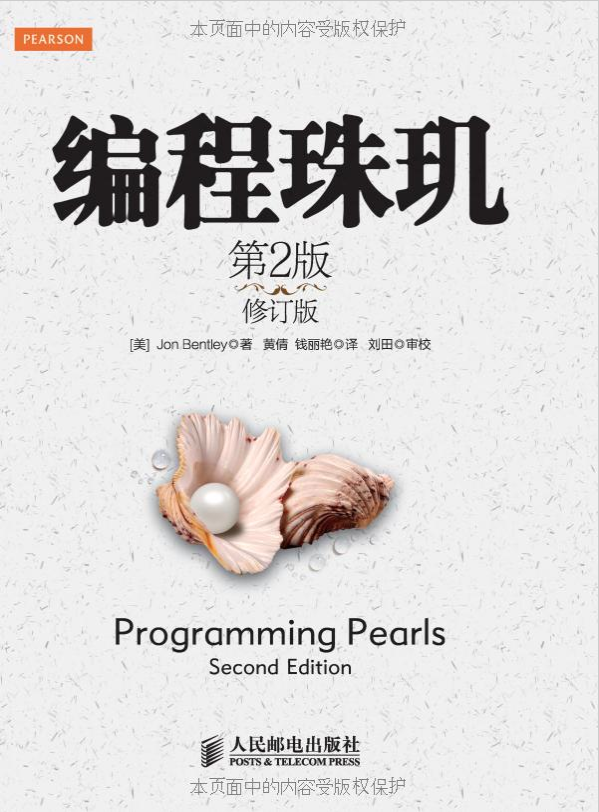 本页面中的内容受版权保护
PEARSON
编程珠玑
第2版
修订版
[美] Jon Bentley◎著 黄倩 钱丽艳◎译 刘田◎审校
Programming Pearls
Second Edition
人民邮电出版社
POSTS & TELECOM PRESS
本页面中的内容受版权保护